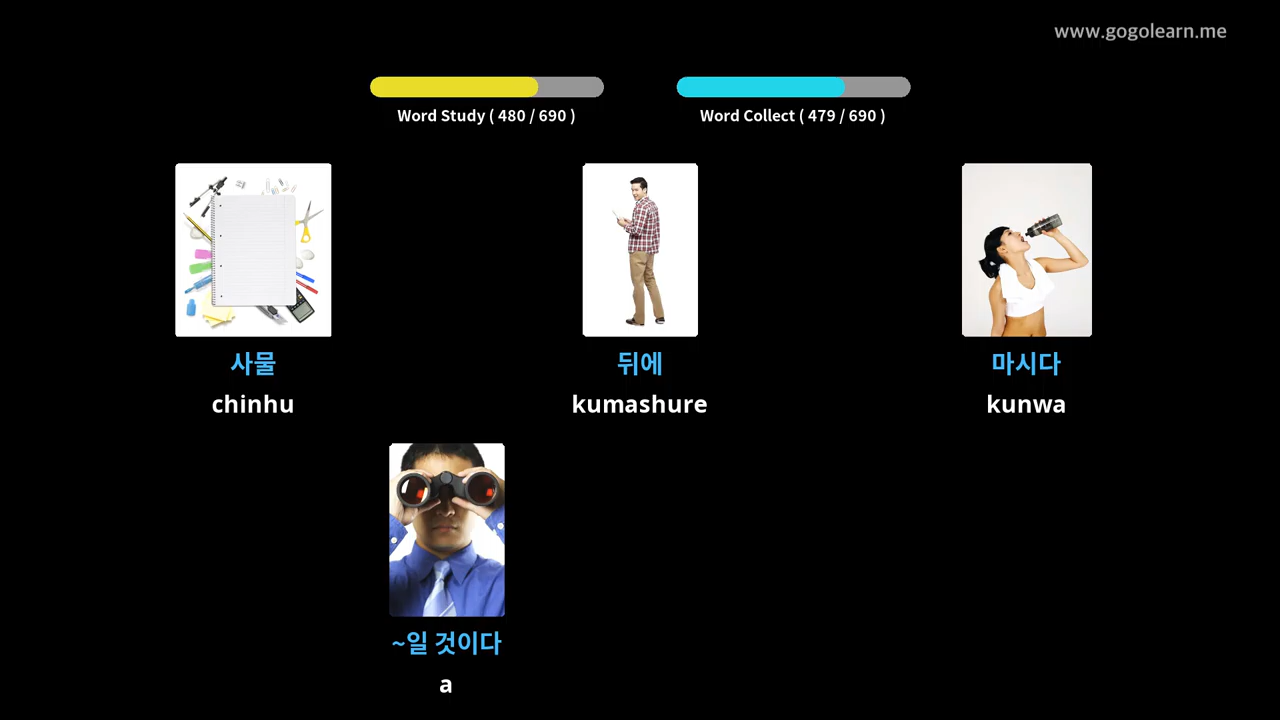 www.gogolearn.me
Word Study ( 480 / 690 )
Word Collect ( 479 / 690 )
사물
chinhu
뒤에
kumashure
마시다
kunwa
~일 것이다
a